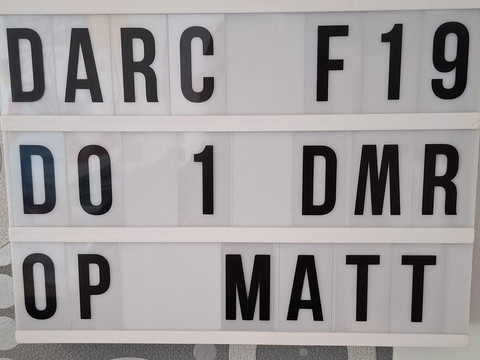 DARC F19
DO 1 DMR
OP MATT